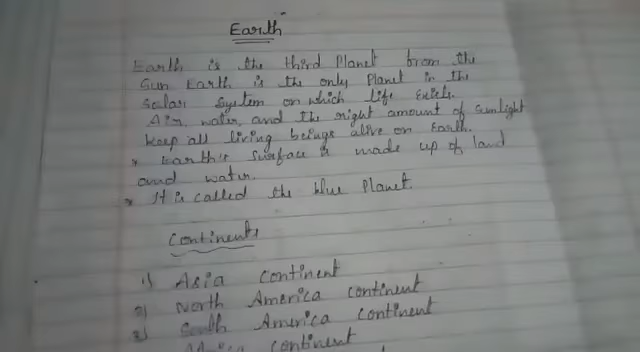 Earth
Earth is the third Planet from the
Sun Earth is the only Planet in the
Solar System on which life Exists.
Air, water, and the right amount of Sunlight
keep all living beings alive on Earth.
* Earth's Surface is made up of land
and water.
* It is called the blue Planet.
Continents
1) Asia Continent
2) North America Continent
3) South America Continent
Continent